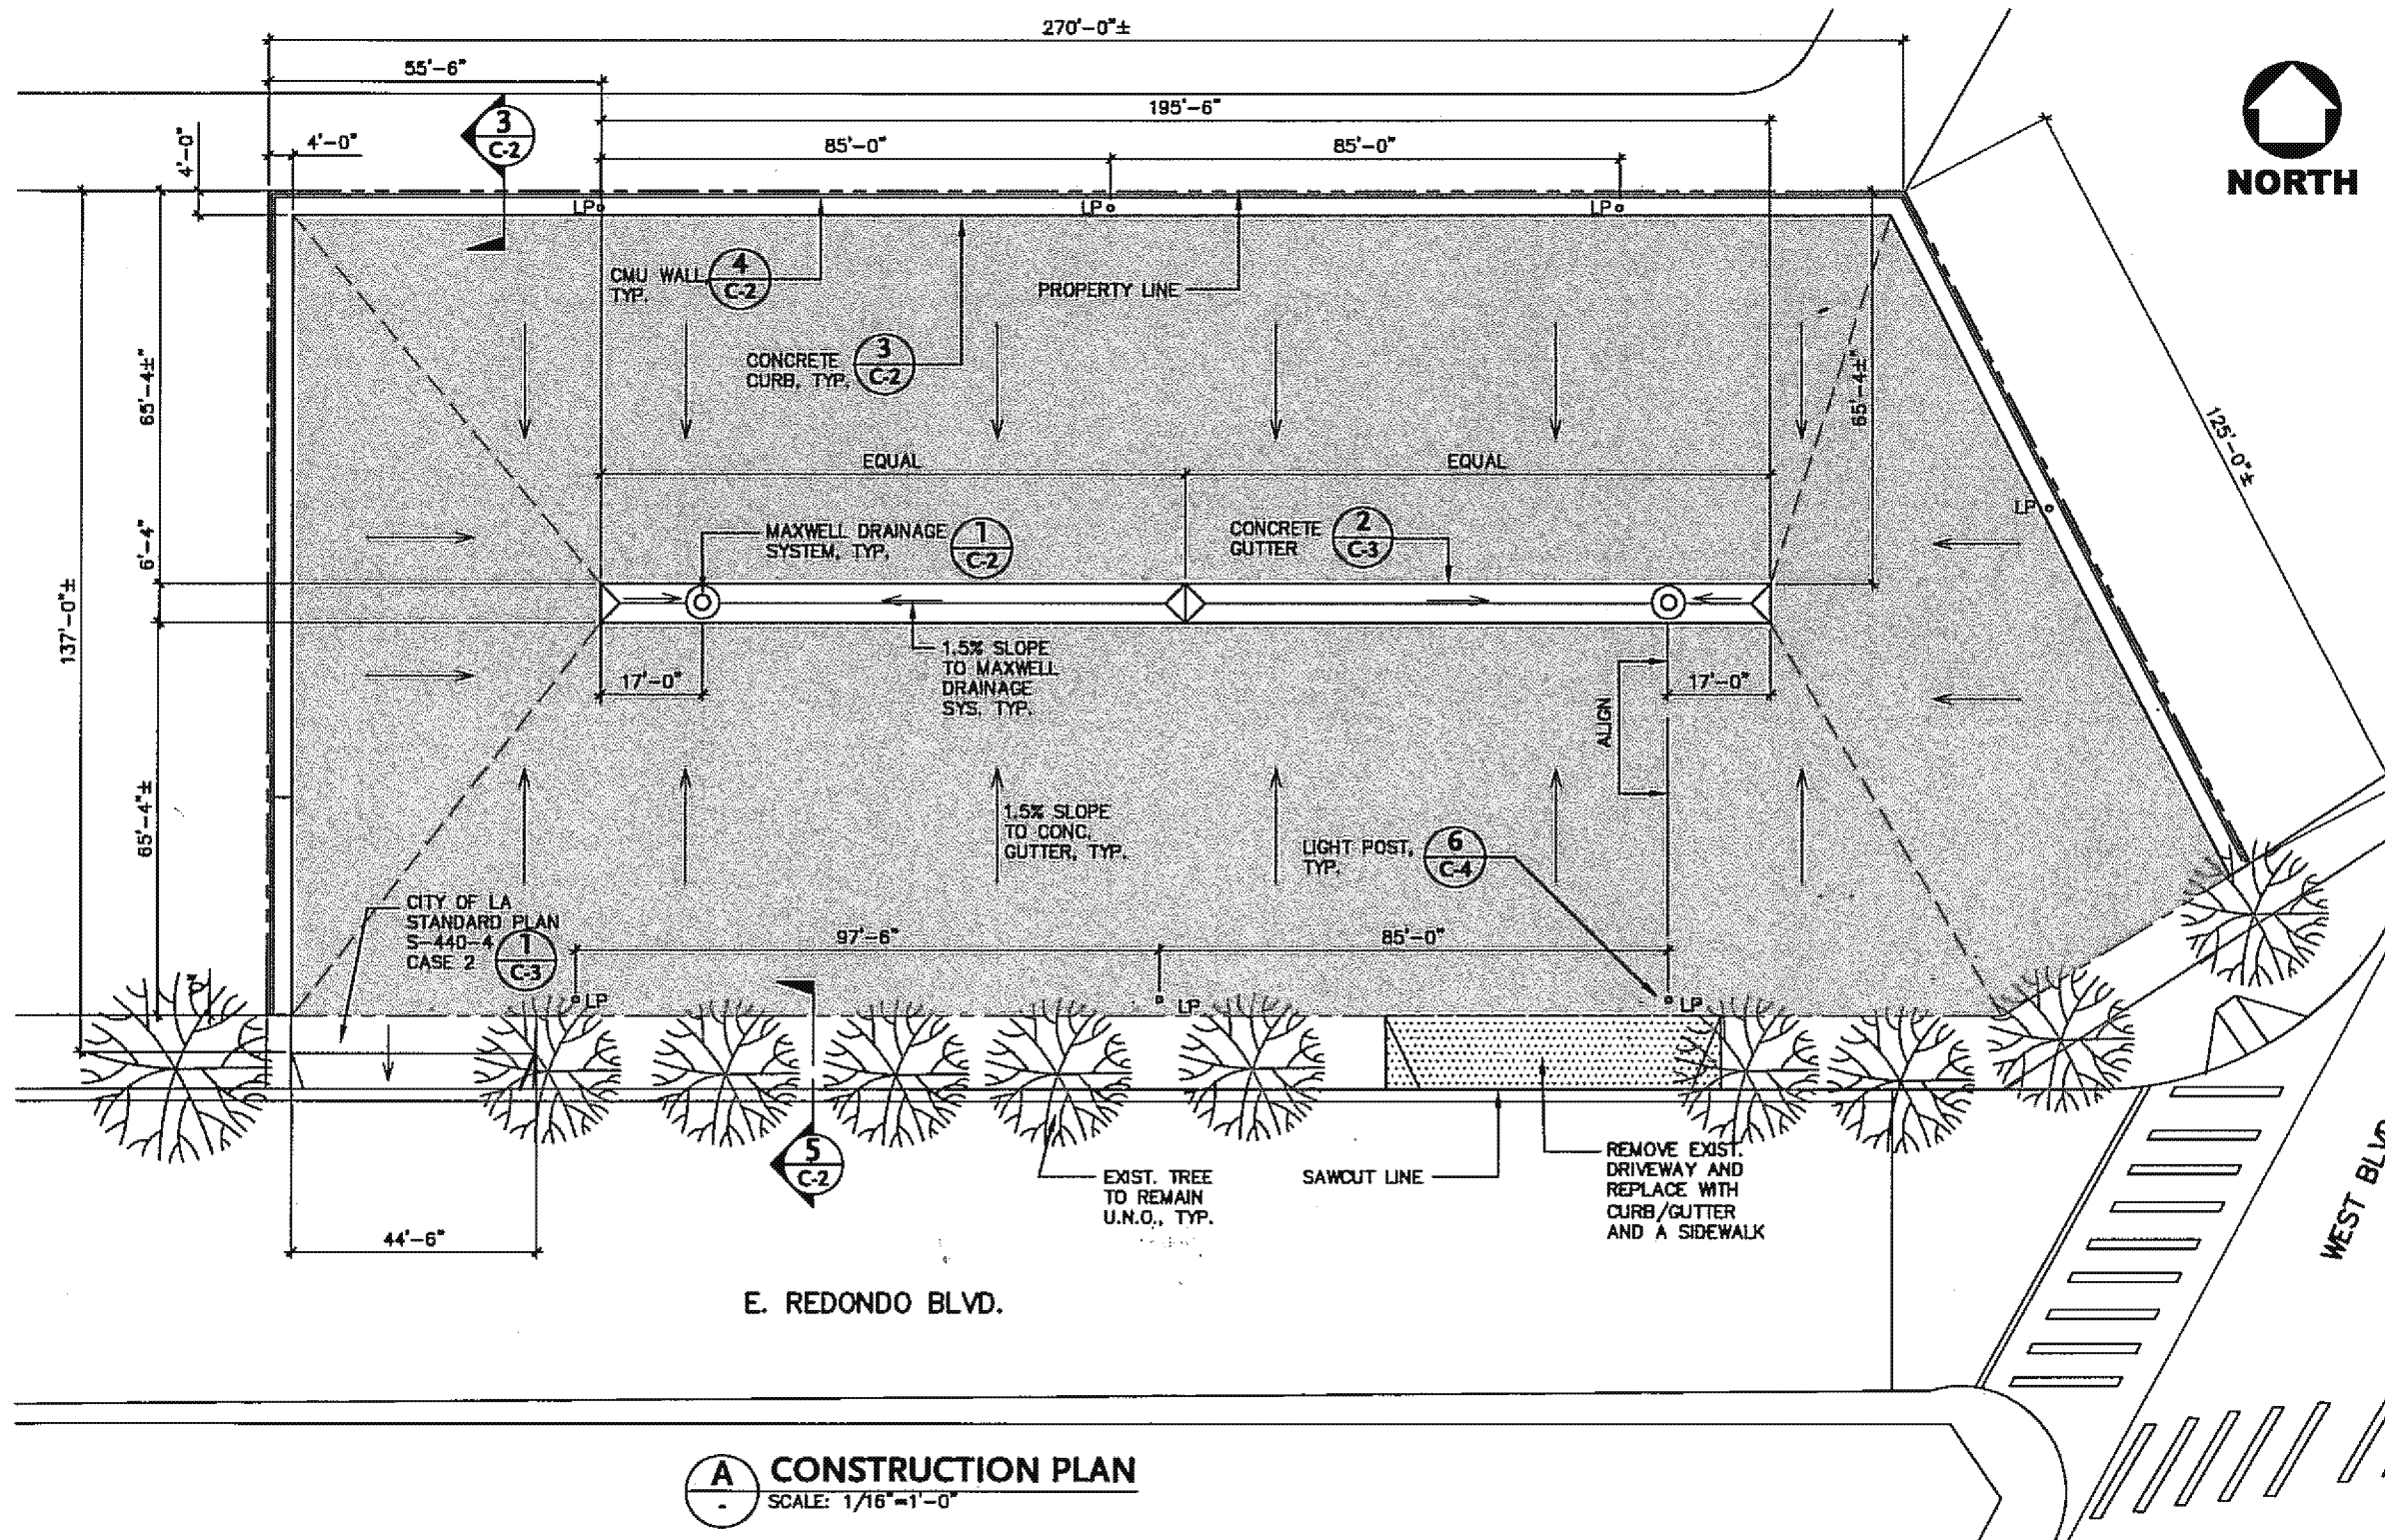 270'-0"±
55'-6"
195'-6"
4'-0"
4'-0"
3
C-2
85'-0"
85'-0"
NORTH
LP
LP
LP
CMU WALL,
TYP.
4
C-2
PROPERTY LINE
CONCRETE
CURB, TYP.
3
C-2
65'-4±"
65'-4±"
125'-0"±
EQUAL
EQUAL
LP
MAXWELL DRAINAGE
SYSTEM, TYP.
1
C-2
CONCRETE
GUTTER
2
C-3
6'-4"
137'-0"±
1.5% SLOPE
TO MAXWELL
DRAINAGE
SYS. TYP.
17'-0"
17'-0"
ALIGN
65'-4"±
1.5% SLOPE
TO CONC.
GUTTER, TYP.
LIGHT POST,
TYP.
6
C-4
CITY OF LA
STANDARD PLAN
S-440-4
CASE 2
1
C-3
97'-6"
85'-0"
LP
LP
LP
5
C-2
EXIST. TREE
TO REMAIN
U.N.O., TYP.
SAWCUT LINE
REMOVE EXIST.
DRIVEWAY AND
REPLACE WITH
CURB/GUTTER
AND A SIDEWALK
44'-6"
WEST BLVD
E. REDONDO BLVD.
A
-
CONSTRUCTION PLAN
SCALE: 1/16"=1'-0"